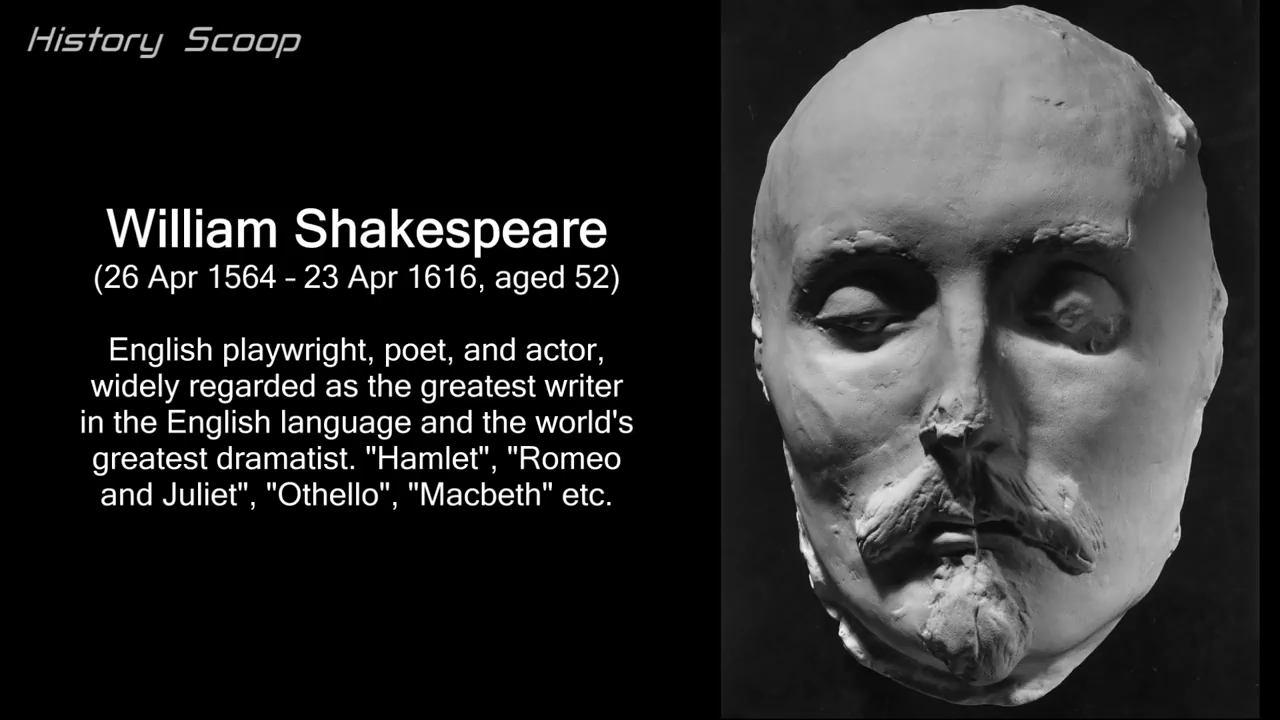 History Scoop
William Shakespeare
(26 Apr 1564 – 23 Apr 1616, aged 52)
English playwright, poet, and actor,
widely regarded as the greatest writer
in the English language and the world's
greatest dramatist. "Hamlet", "Romeo
and Juliet", "Othello", "Macbeth" etc.